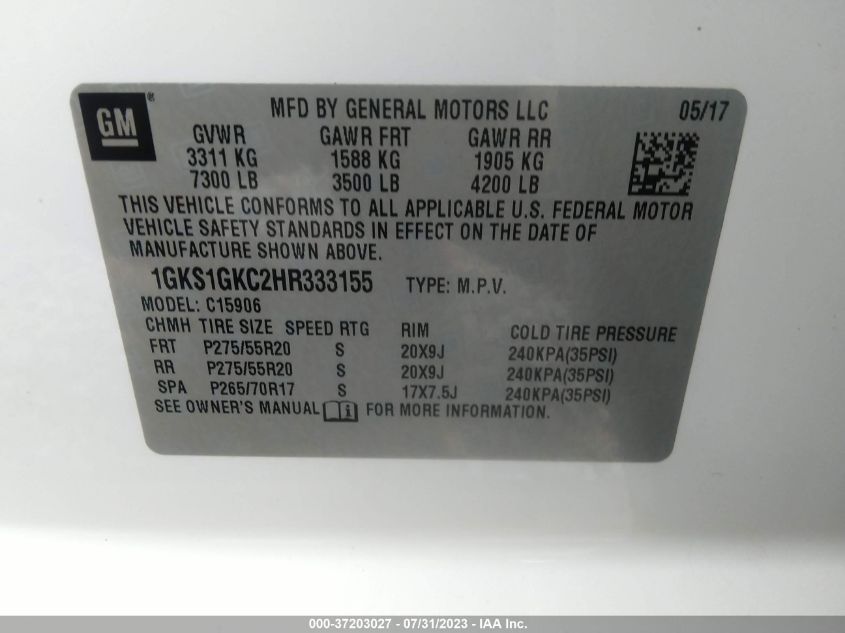 GM ®
MFD BY GENERAL MOTORS LLC 05/17
GVWR GAWR FRT GAWR RR
3311 KG 1588 KG 1905 KG
7300 LB 3500 LB 4200 LB
THIS VEHICLE CONFORMS TO ALL APPLICABLE U.S. FEDERAL MOTOR
VEHICLE SAFETY STANDARDS IN EFFECT ON THE DATE OF
MANUFACTURE SHOWN ABOVE.
1GKS1GKC2HR333155 TYPE: M.P.V.
MODEL: C15906
CHMH TIRE SIZE SPEED RTG RIM COLD TIRE PRESSURE
FRT P275/55R20 S 20X9J 240KPA(35PSI)
RR P275/55R20 S 20X9J 240KPA(35PSI)
SPA P265/70R17 S 17X7.5J 240KPA(35PSI)
SEE OWNER'S MANUAL FOR MORE INFORMATION.
000-37203027 - 07/31/2023 - IAA Inc.